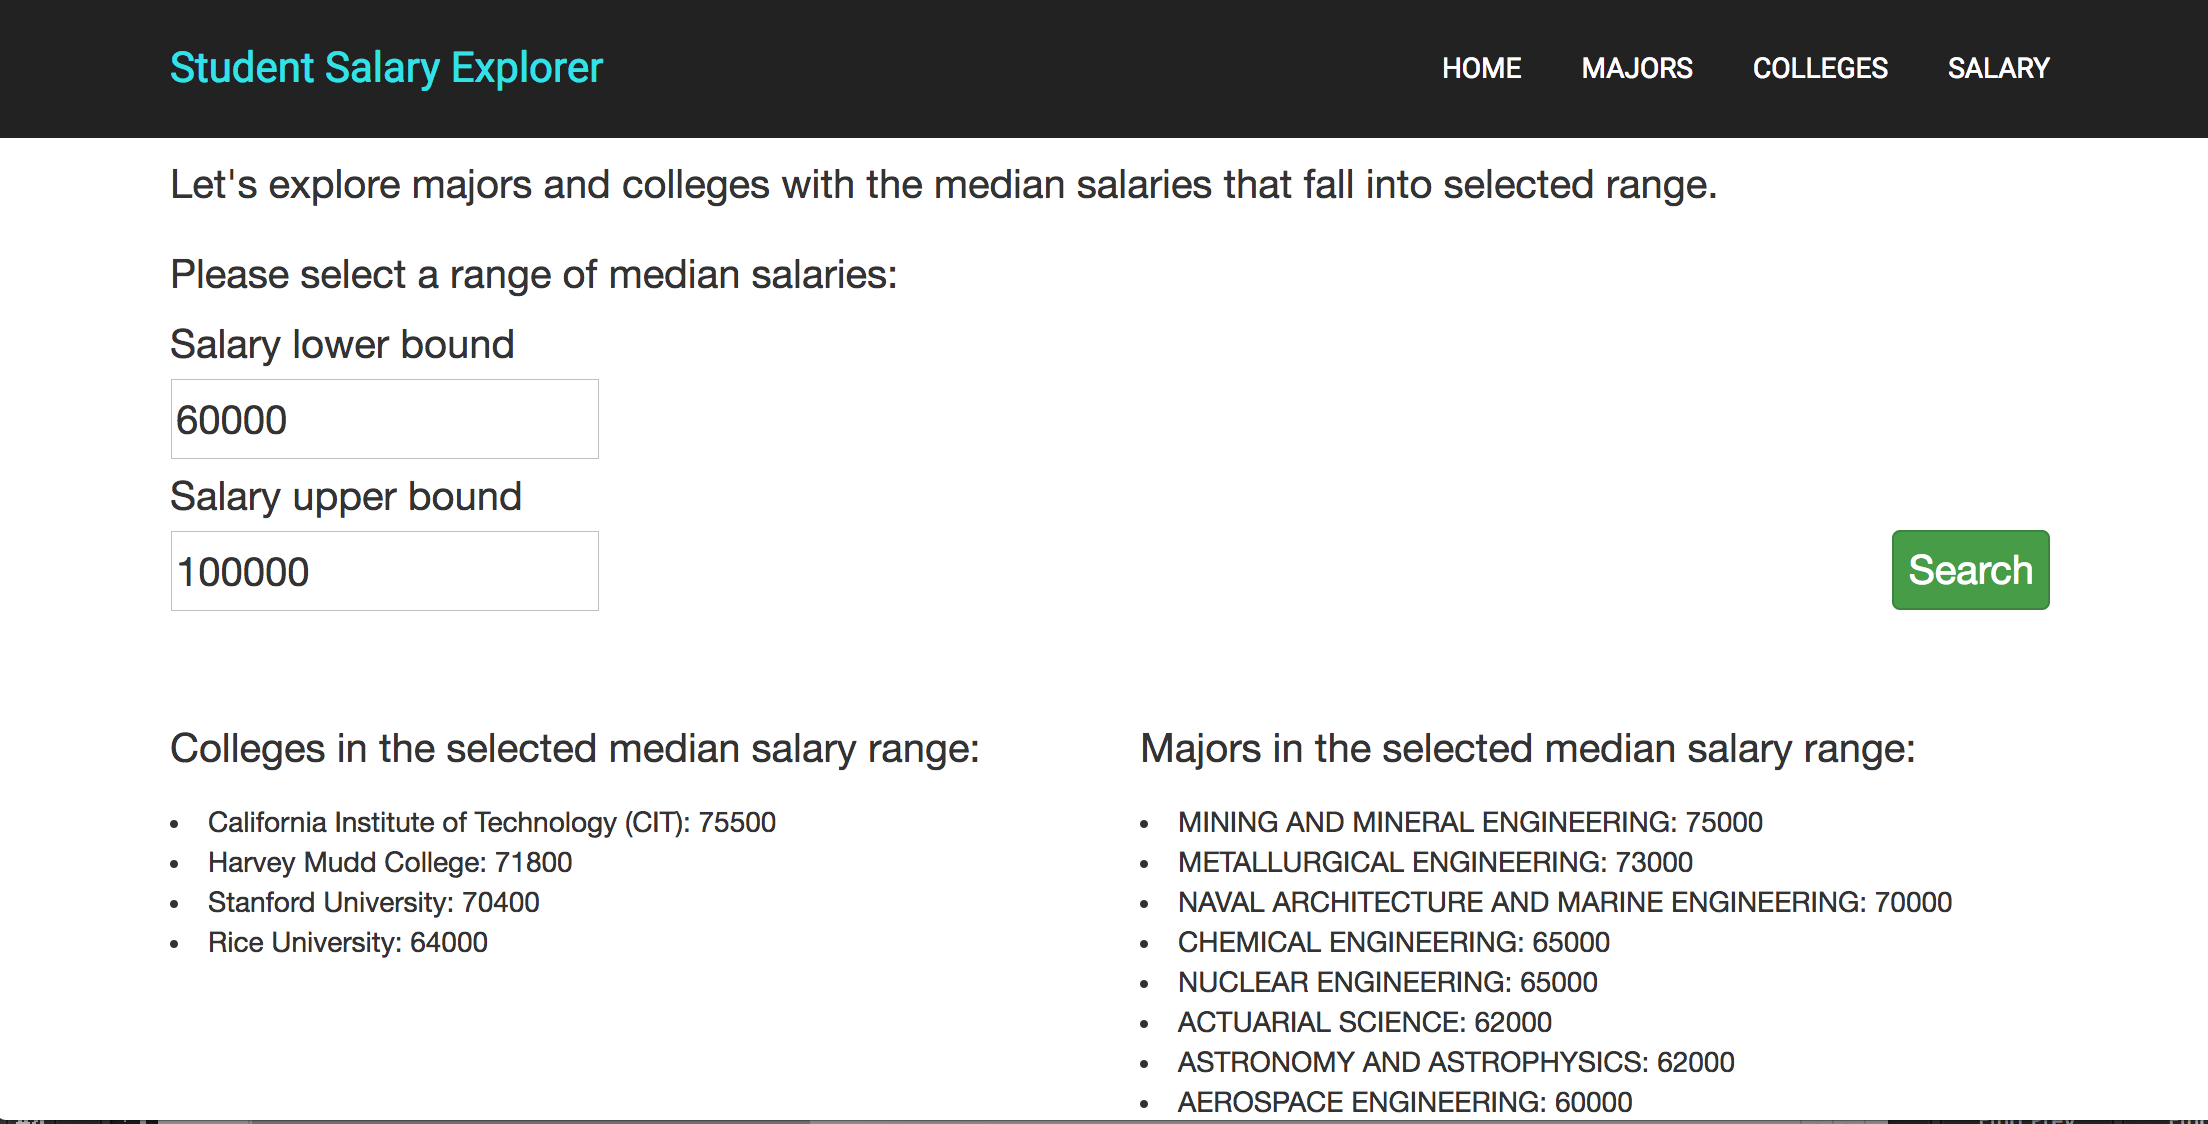 Student Salary Explorer
HOME MAJORS COLLEGES SALARY
Let's explore majors and colleges with the median salaries that fall into selected range.
Please select a range of median salaries:
Salary lower bound
60000
Salary upper bound
100000
Search
Colleges in the selected median salary range:
California Institute of Technology (CIT): 75500
Harvey Mudd College: 71800
Stanford University: 70400
Rice University: 64000
Majors in the selected median salary range:
MINING AND MINERAL ENGINEERING: 75000
METALLURGICAL ENGINEERING: 73000
NAVAL ARCHITECTURE AND MARINE ENGINEERING: 70000
CHEMICAL ENGINEERING: 65000
NUCLEAR ENGINEERING: 65000
ACTUARIAL SCIENCE: 62000
ASTRONOMY AND ASTROPHYSICS: 62000
AEROSPACE ENGINEERING: 60000